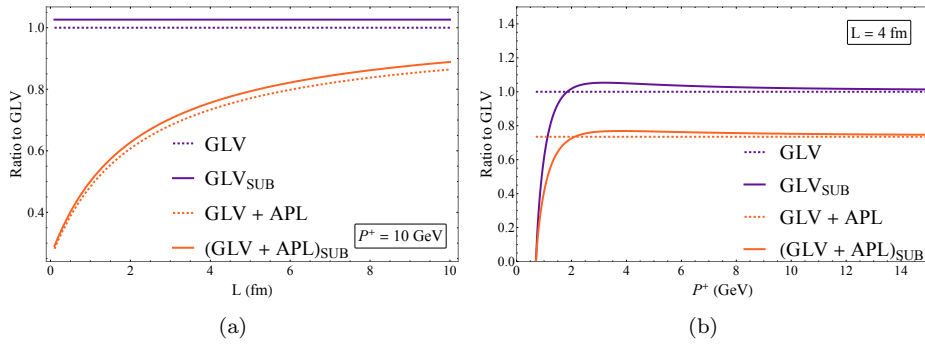 Ratio to GLV
1.0
0.8
0.6
0.4
0
2
4
6
8
10
L (fm)
GLV
GLV_SUB
GLV + APL
(GLV + APL)_SUB
P⁺ = 10 GeV
(a)
Ratio to GLV
1.4
1.2
1.0
0.8
0.6
0.4
0.2
0.0
0
2
4
6
8
10
12
14
P⁺ (GeV)
L = 4 fm
GLV
GLV_SUB
GLV + APL
(GLV + APL)_SUB
(b)